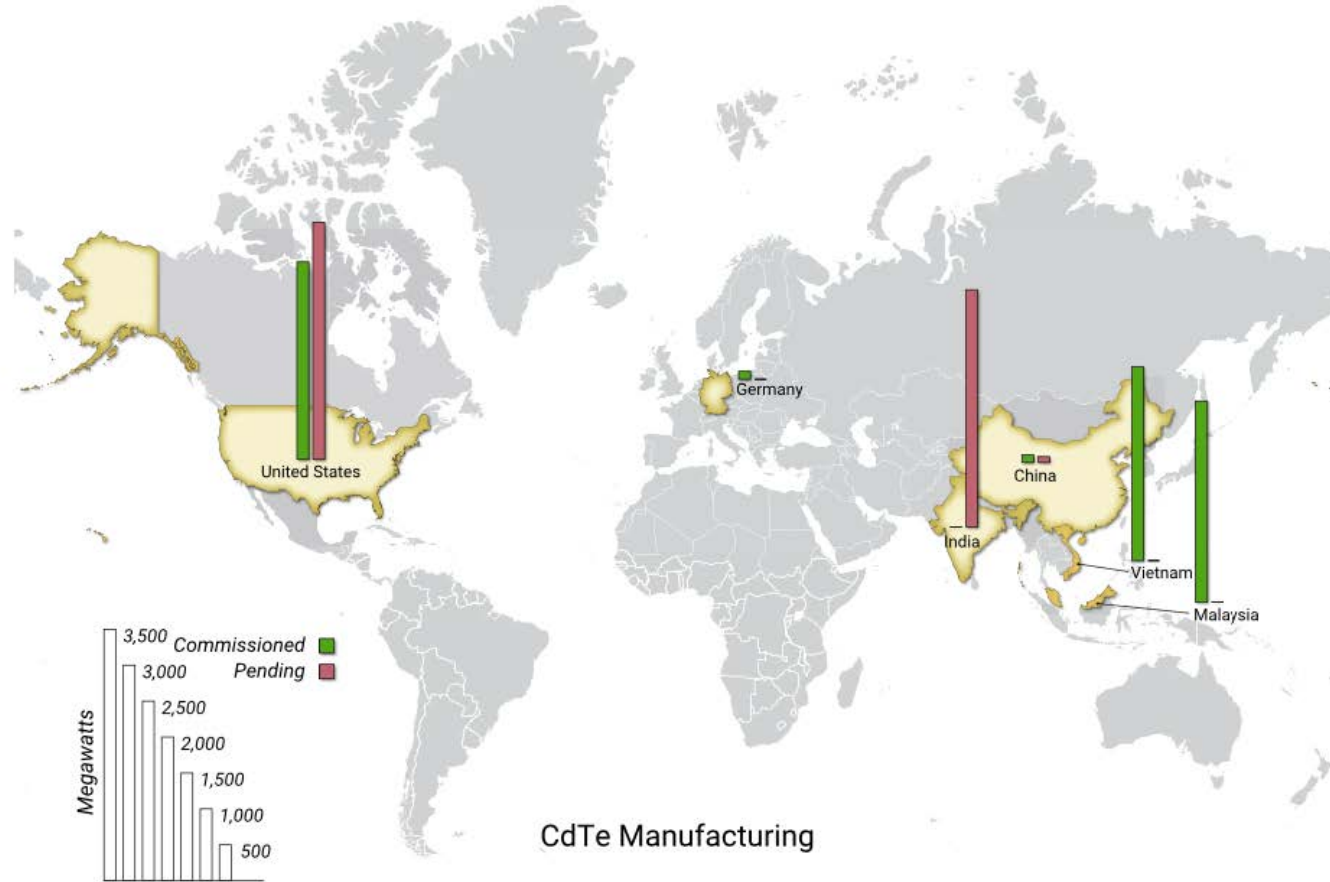 Germany
United States
China
India
Vietnam
Malaysia
3,500
Commissioned
3,000
Pending
2,500
2,000
1,500
1,000
500
Megawatts
CdTe Manufacturing